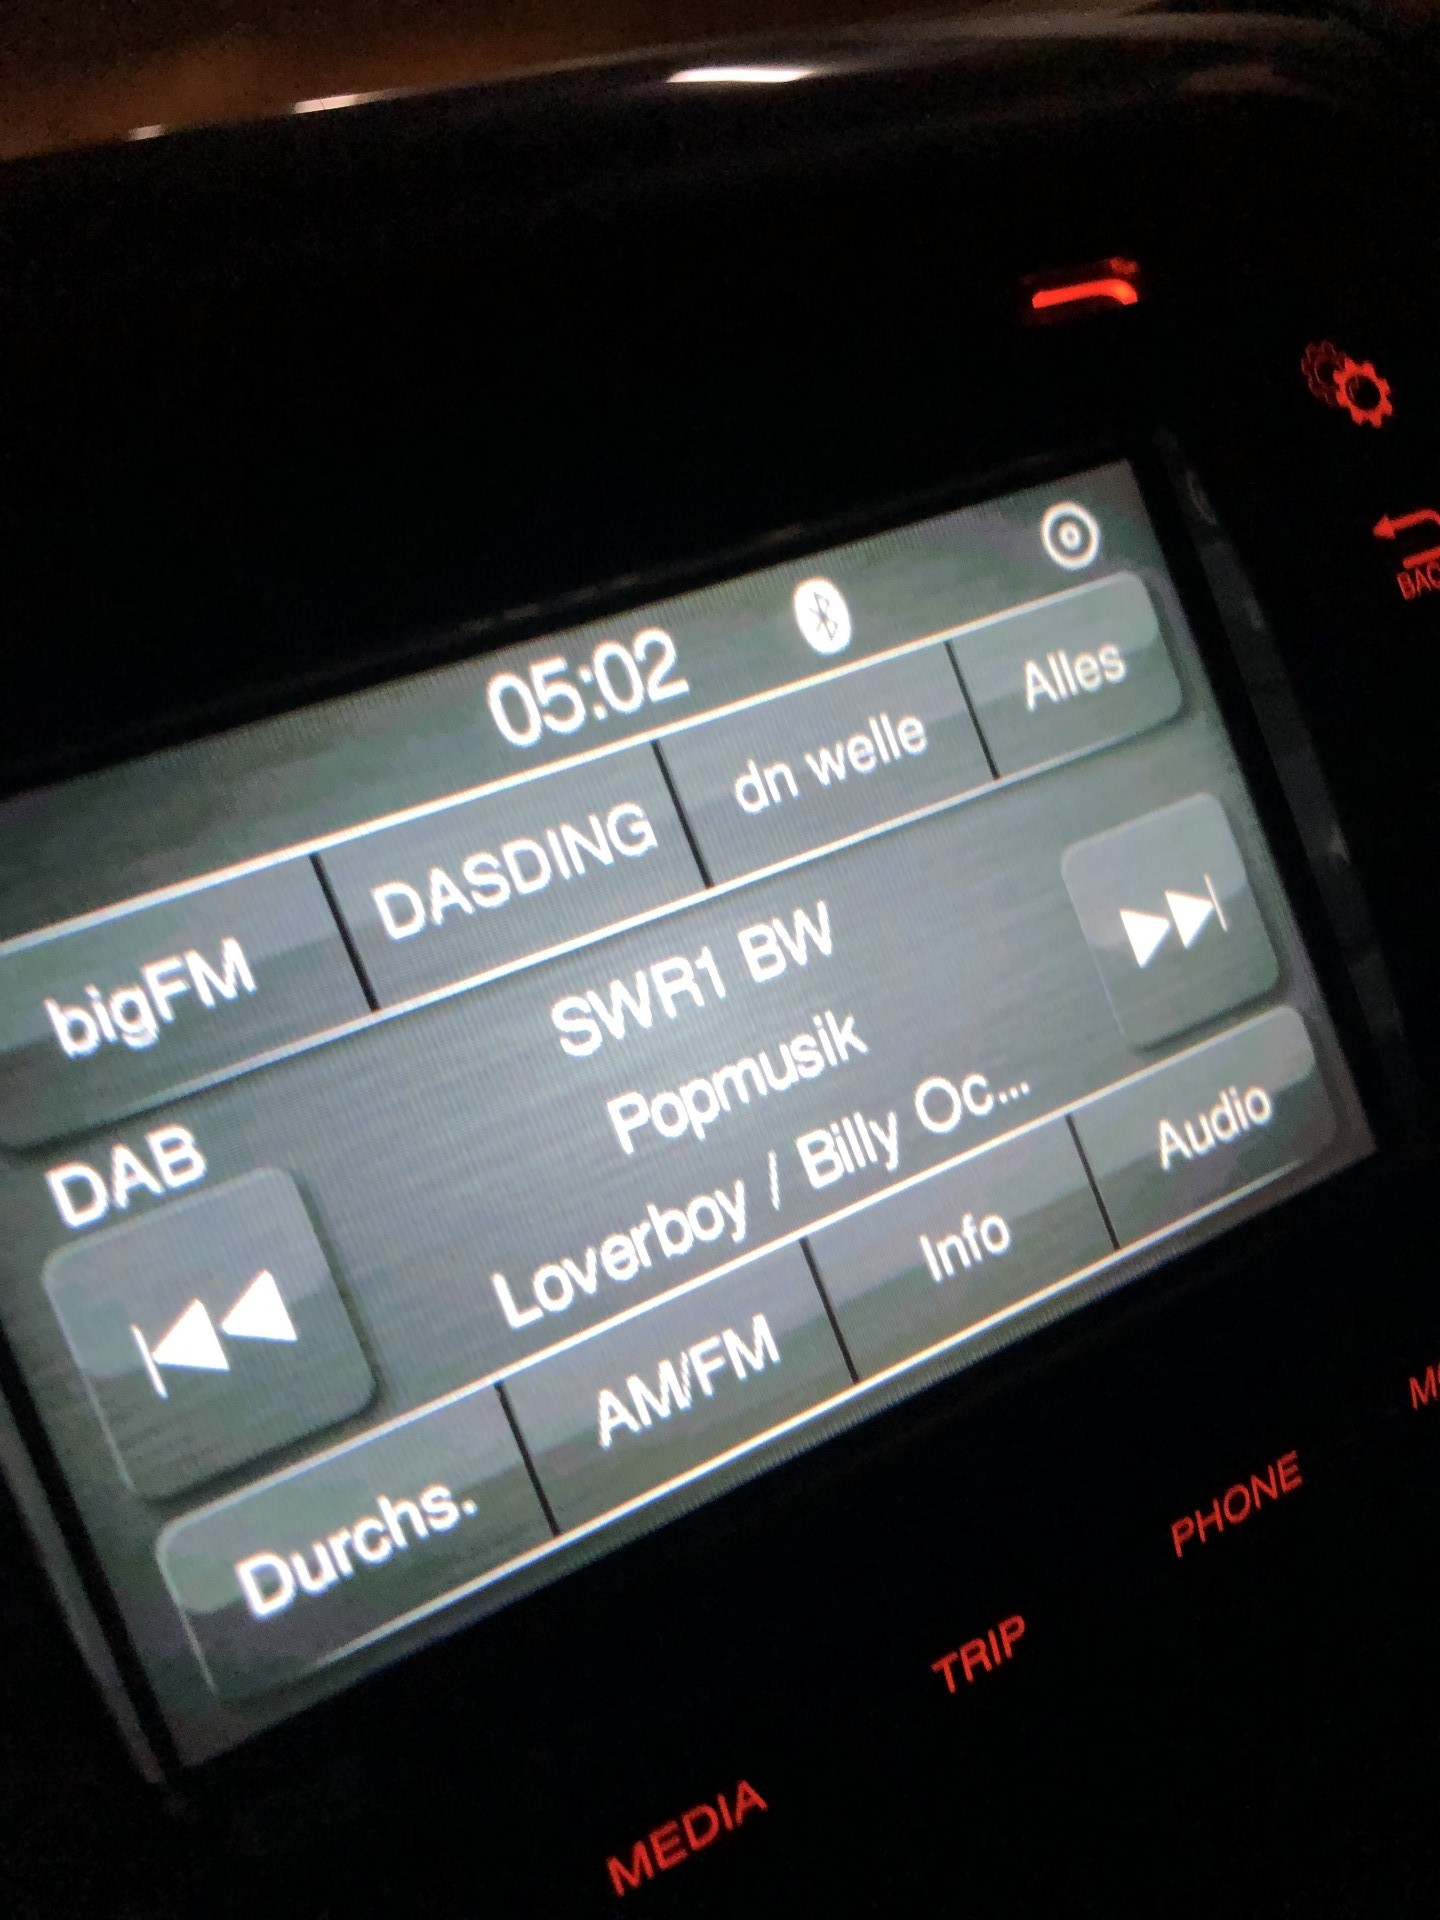 05:02
bigFM DASDING dn welle Alles
DAB
SWR1 BW
Popmusik
Loverboy / Billy Oc...
Durchs. AM/FM Info Audio
MEDIA TRIP PHONE